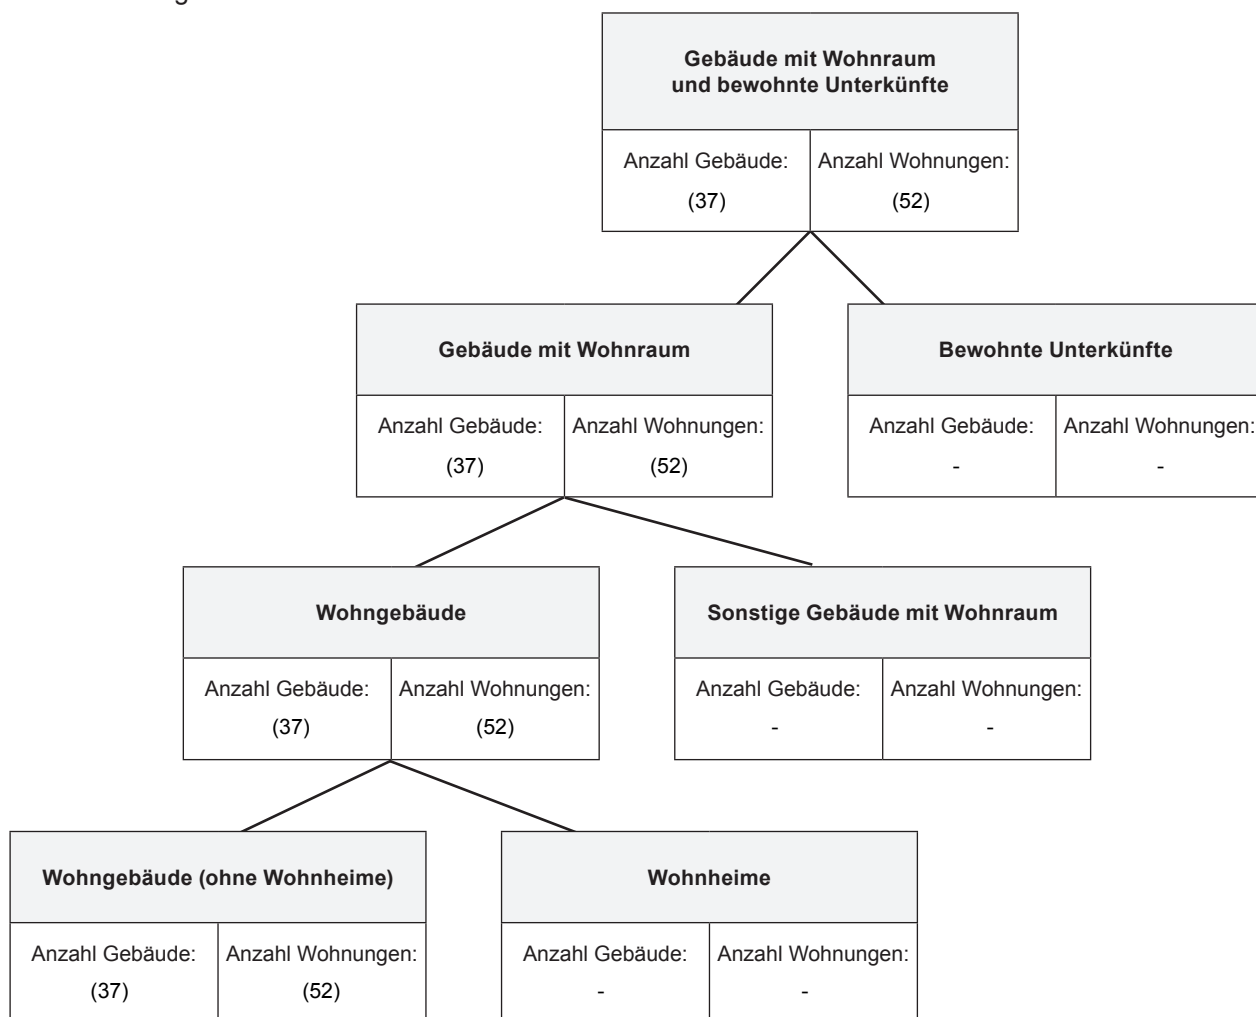 Gebäude mit Wohnraum
und bewohnte Unterkünfte
Anzahl Gebäude: Anzahl Wohnungen:
(37) (52)
Gebäude mit Wohnraum
Anzahl Gebäude: Anzahl Wohnungen:
(37) (52)
Bewohnte Unterkünfte
Anzahl Gebäude: Anzahl Wohnungen:
- -
Wohngebäude
Anzahl Gebäude: Anzahl Wohnungen:
(37) (52)
Sonstige Gebäude mit Wohnraum
Anzahl Gebäude: Anzahl Wohnungen:
- -
Wohngebäude (ohne Wohnheime)
Anzahl Gebäude: Anzahl Wohnungen:
(37) (52)
Wohnheime
Anzahl Gebäude: Anzahl Wohnungen:
- -